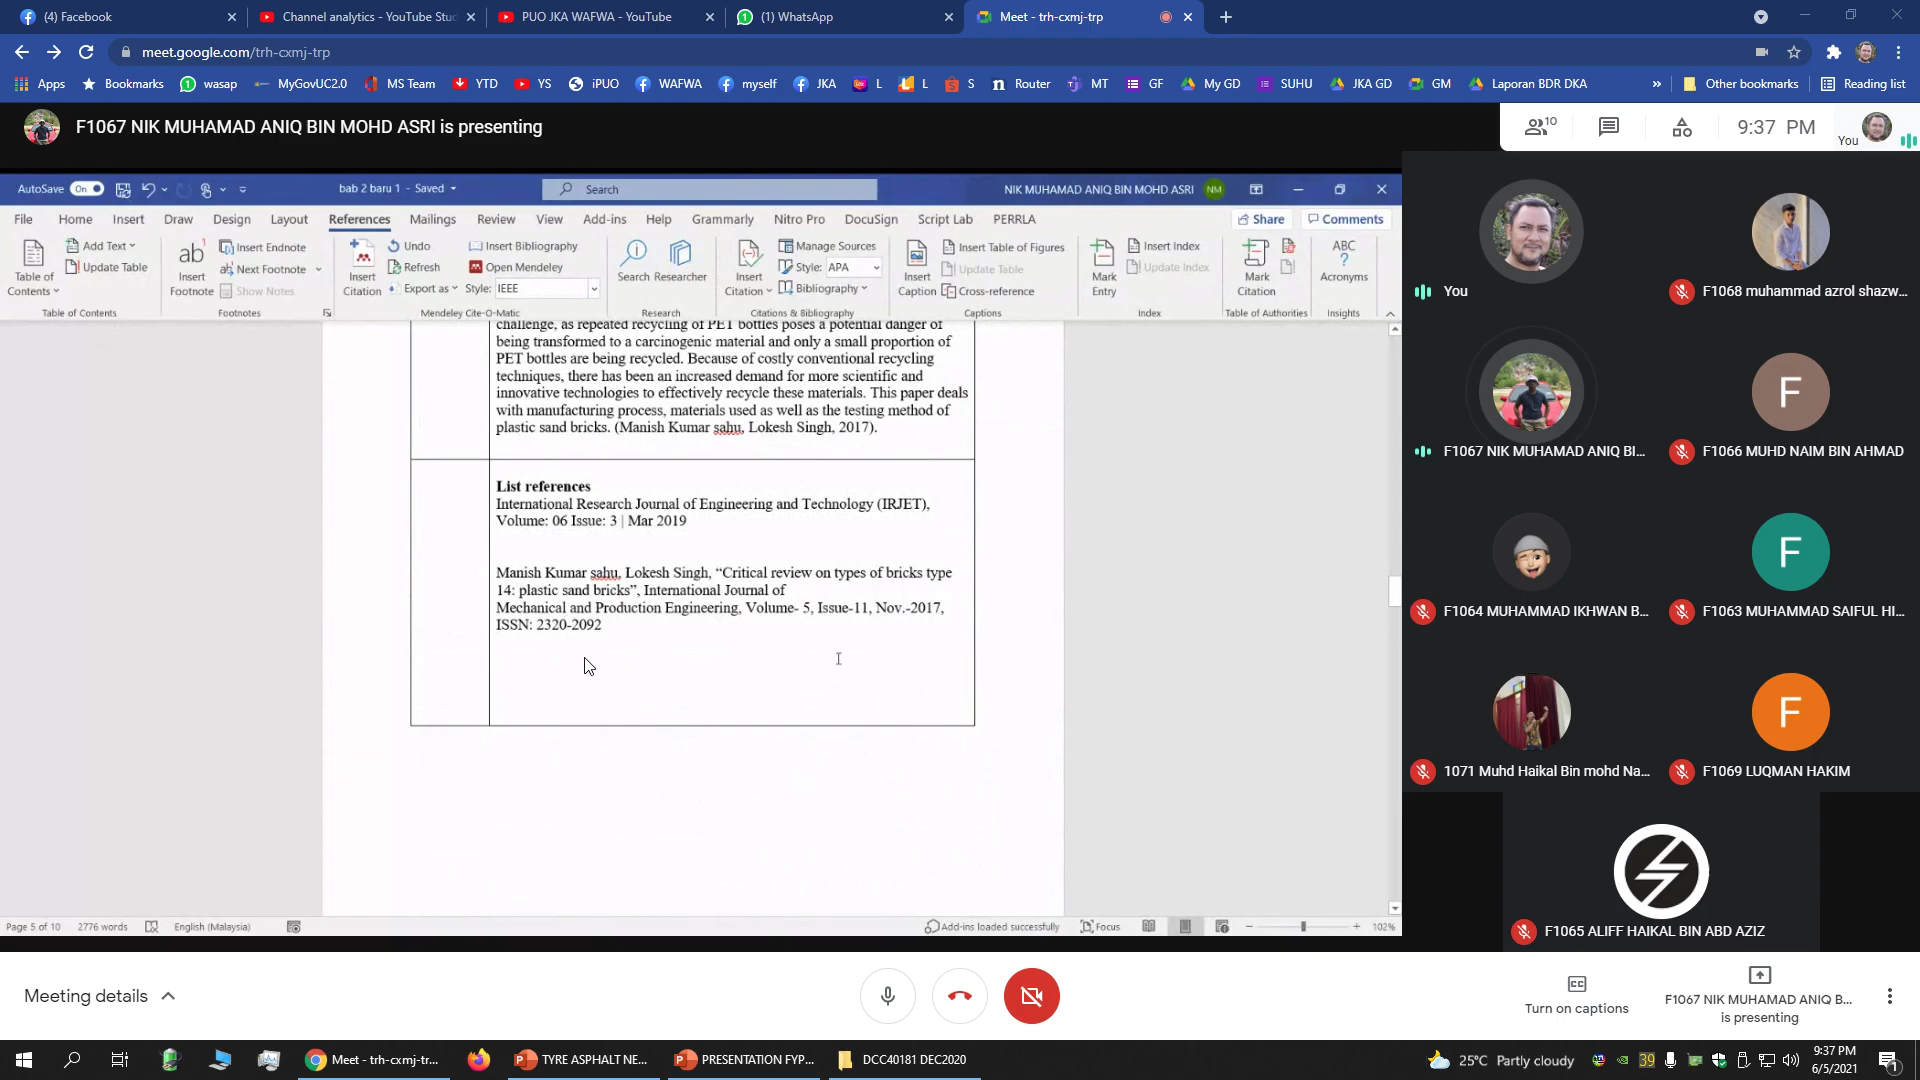 (4) Facebook
Channel analytics - YouTube Stud
PUO JKA WAFWA - YouTube
(1) WhatsApp
Meet - trh-cxmj-trp
meet.google.com/trh-cxmj-trp
Apps
Bookmarks
wasap
MyGovUC2.0
MS Team
YTD
YS
iPUO
WAFWA
myself
JKA
L
L
S
Router
MT
GF
My GD
SUHU
JKA GD
GM
Laporan BDR DKA
»
Other bookmarks
Reading list
F1067 NIK MUHAMAD ANIQ BIN MOHD ASRI is presenting
10
9:37 PM
You
AutoSave On
bab 2 baru 1 - Saved
Search
NIK MUHAMAD ANIQ BIN MOHD ASRI
NM
File Home Insert Draw Design Layout References Mailings Review View Add-ins Help Grammarly Nitro Pro DocuSign Script Lab PERRLA
Share
Comments
Table of
Contents
Add Text
Update Table
Table of Contents
ab
Insert
Footnote
Insert Endnote
Next Footnote
Show Notes
Footnotes
Insert
Citation
Undo
Refresh
Export as
Insert Bibliography
Open Mendeley
Style: IEEE
Mendeley Cite-O-Matic
Search
Researcher
Research
Insert
Citation
Manage Sources
Style: APA
Bibliography
Citations & Bibliography
Insert
Caption
Insert Table of Figures
Update Table
Cross-reference
Captions
Mark
Entry
Insert Index
Update Index
Index
Mark
Citation
Table of Authorities
ABC
?
Acronyms
Insights
challenge, as repeated recycling of PET bottles poses a potential danger of
being transformed to a carcinogenic material and only a small proportion of
PET bottles are being recycled. Because of costly conventional recycling
techniques, there has been an increased demand for more scientific and
innovative technologies to effectively recycle these materials. This paper deals
with manufacturing process, materials used as well as the testing method of
plastic sand bricks. (Manish Kumar sahu, Lokesh Singh, 2017).
List references
International Research Journal of Engineering and Technology (IRJET),
Volume: 06 Issue: 3 | Mar 2019
Manish Kumar sahu, Lokesh Singh, “Critical review on types of bricks type
14: plastic sand bricks”, International Journal of
Mechanical and Production Engineering, Volume- 5, Issue-11, Nov.-2017,
ISSN: 2320-2092
Page 5 of 10
2776 words
English (Malaysia)
Add-ins loaded successfully
Focus
102%
You
F1068 muhammad azrol shazw...
F1067 NIK MUHAMAD ANIQ BI...
F
F1066 MUHD NAIM BIN AHMAD
F1064 MUHAMMAD IKHWAN B...
F
F1063 MUHAMMAD SAIFUL HI...
1071 Muhd Haikal Bin mohd Na...
F
F1069 LUQMAN HAKIM
F1065 ALIFF HAIKAL BIN ABD AZIZ
Meeting details
Turn on captions
F1067 NIK MUHAMAD ANIQ B...
is presenting
Meet - trh-cxmj-tr...
TYRE ASPHALT NE...
PRESENTATION FYP...
DCC40181 DEC2020
25°C Partly cloudy
39
9:37 PM
6/5/2021
1